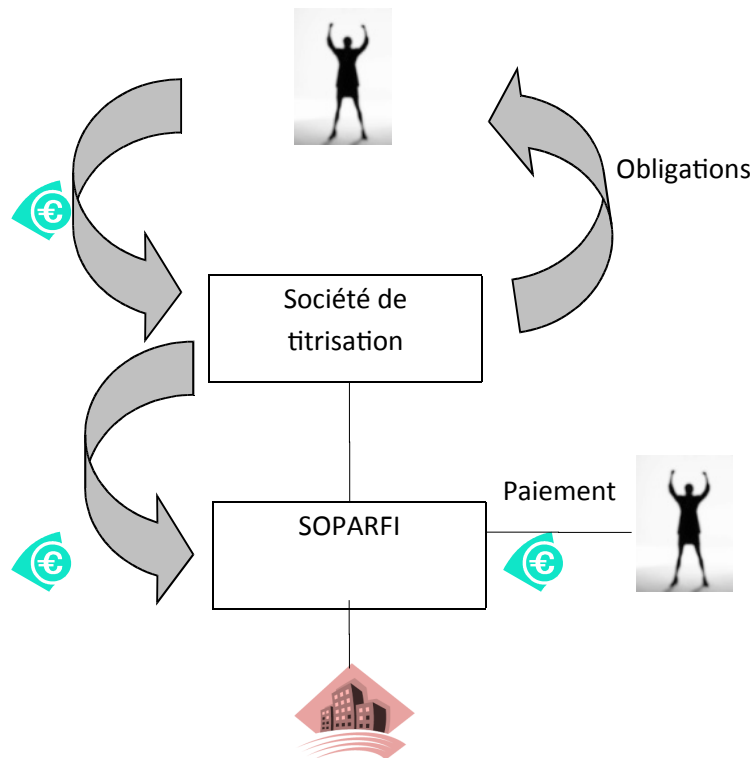 Obligations
Société de
titrisation
Paiement
SOPARFI
€
€
€